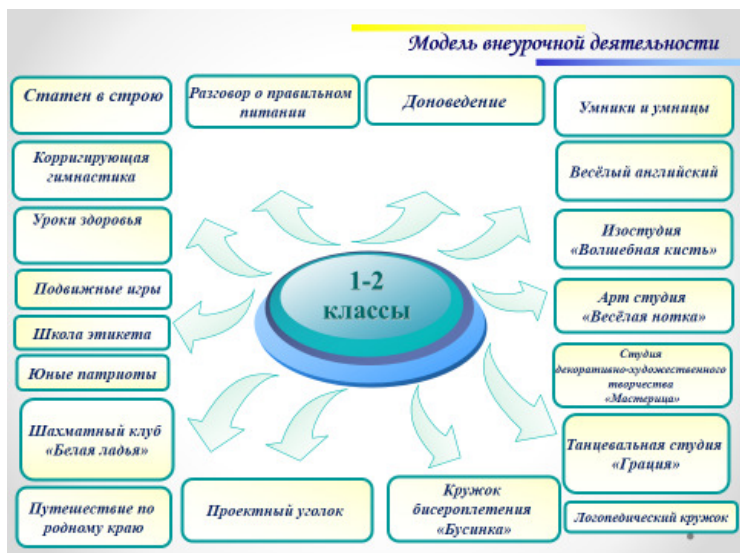 Модель внеурочной деятельности
Статен в строю
Разговор о правильном
питании
Доноведение
Умники и умницы
Корригирующая
гимнастика
Весёлый английский
Уроки здоровья
Изостудия
«Волшебная кисть»
1-2
классы
Подвижные игры
Арт студия
«Весёлая нотка»
Школа этикета
Студия
декоративно-художественного
творчества
«Мастерица»
Юные патриоты
Шахматный клуб
«Белая ладья»
Танцевальная студия
«Грация»
Путешествие по
родному краю
Проектный уголок
Кружок
бисероплетения
«Бусинка»
Логопедический кружок